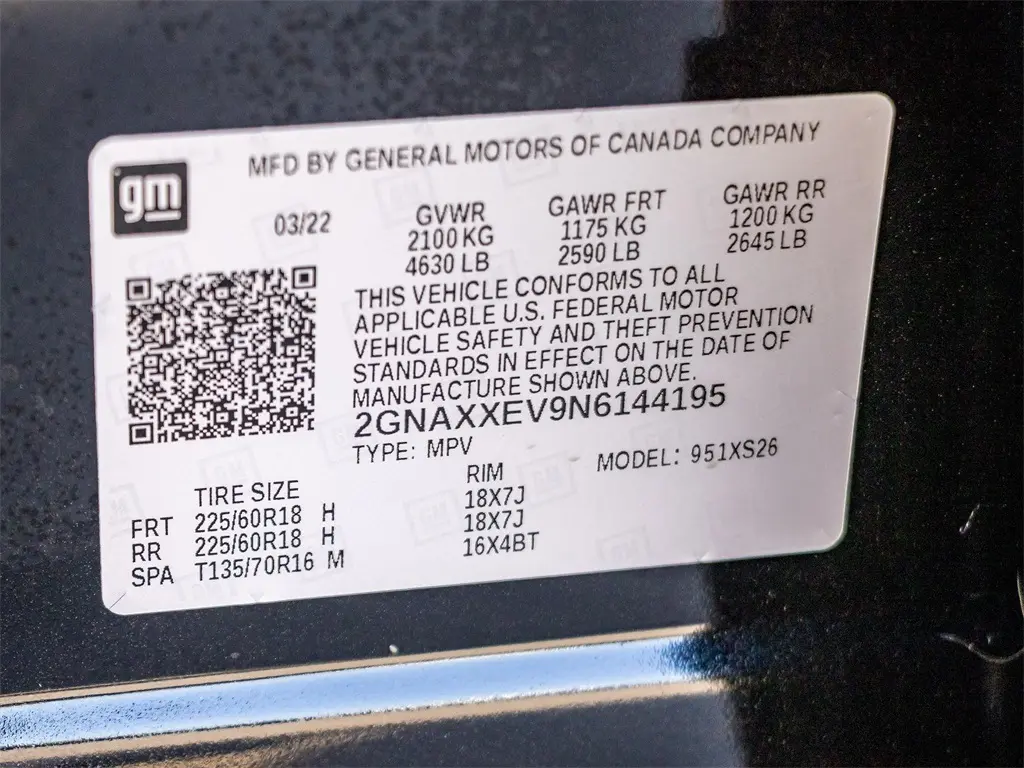 MFD BY GENERAL MOTORS OF CANADA COMPANY
gm
03/22 GVWR GAWR FRT GAWR RR
2100 KG 1175 KG 1200 KG
4630 LB 2590 LB 2645 LB
THIS VEHICLE CONFORMS TO ALL
APPLICABLE U.S. FEDERAL MOTOR
VEHICLE SAFETY AND THEFT PREVENTION
STANDARDS IN EFFECT ON THE DATE OF
MANUFACTURE SHOWN ABOVE.
2GNAXXEV9N6144195
TYPE: MPV MODEL: 951XS26
TIRE SIZE RIM
FRT 225/60R18 H 18X7J
RR 225/60R18 H 18X7J
SPA T135/70R16 M 16X4BT